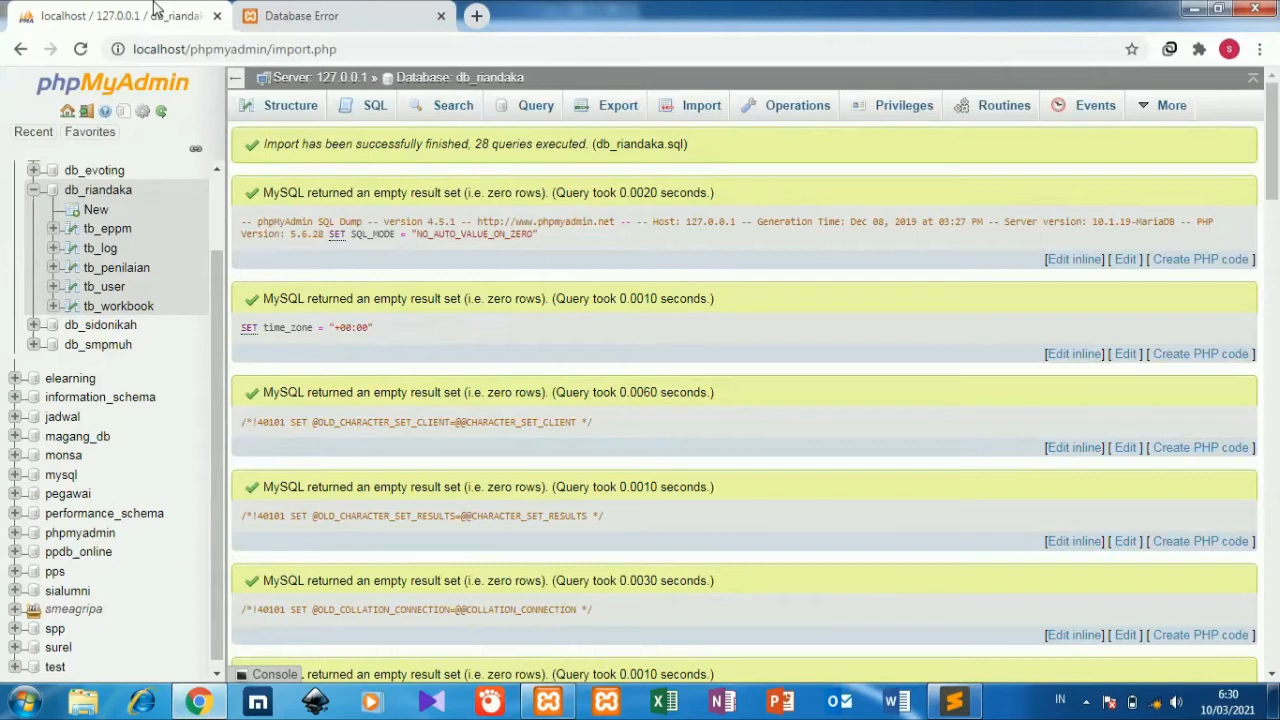 localhost / 127.0.0.1 / db_riandak
Database Error
localhost/phpmyadmin/import.php
S
phpMyAdmin
Recent Favorites
db_evoting
db_riandaka
New
tb_eppm
tb_log
tb_penilaian
tb_user
tb_workbook
db_sidonikah
db_smpmuh
elearning
information_schema
jadwal
magang_db
monsa
mysql
pegawai
performance_schema
phpmyadmin
ppdb_online
pps
sialumni
smeagripa
spp
surel
test
Server: 127.0.0.1 » Database: db_riandaka
Structure SQL Search Query Export Import Operations Privileges Routines Events More
Import has been successfully finished, 28 queries executed. (db_riandaka.sql)
MySQL returned an empty result set (i.e. zero rows). (Query took 0.0020 seconds.)
-- phpMyAdmin SQL Dump -- version 4.5.1 -- http://www.phpmyadmin.net -- -- Host: 127.0.0.1 -- Generation Time: Dec 08, 2019 at 03:27 PM -- Server version: 10.1.19-MariaDB -- PHP
version: 5.6.28 SET SQL_MODE = "NO_AUTO_VALUE_ON_ZERO"
[Edit inline] [ Edit ] [ Create PHP code ]
MySQL returned an empty result set (i.e. zero rows). (Query took 0.0010 seconds.)
SET time_zone = "+00:00"
[Edit inline] [ Edit ] [ Create PHP code ]
MySQL returned an empty result set (i.e. zero rows). (Query took 0.0060 seconds.)
/*!40101 SET @OLD_CHARACTER_SET_CLIENT=@@CHARACTER_SET_CLIENT */
[Edit inline] [ Edit ] [ Create PHP code ]
MySQL returned an empty result set (i.e. zero rows). (Query took 0.0010 seconds.)
/*!40101 SET @OLD_CHARACTER_SET_RESULTS=@@CHARACTER_SET_RESULTS */
[Edit inline] [ Edit ] [ Create PHP code ]
MySQL returned an empty result set (i.e. zero rows). (Query took 0.0030 seconds.)
/*!40101 SET @OLD_COLLATION_CONNECTION=@@COLLATION_CONNECTION */
[Edit inline] [ Edit ] [ Create PHP code ]
Console returned an empty result set (i.e. zero rows). (Query took 0.0010 seconds.)
IN
6:30
10/03/2021